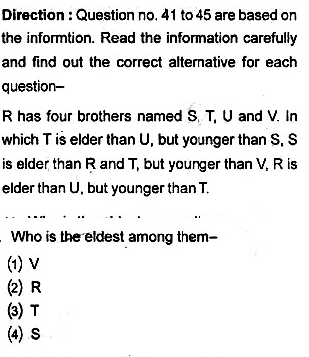 Direction : Question no. 41 to 45 are based on
the informtion. Read the information carefully
and find out the correct alternative for each
question–
R has four brothers named S, T, U and V. In
which T is elder than U, but younger than S, S
is elder than R and T, but younger than V, R is
elder than U, but younger than T.
Who is the eldest among them–
(1) V
(2) R
(3) T
(4) S